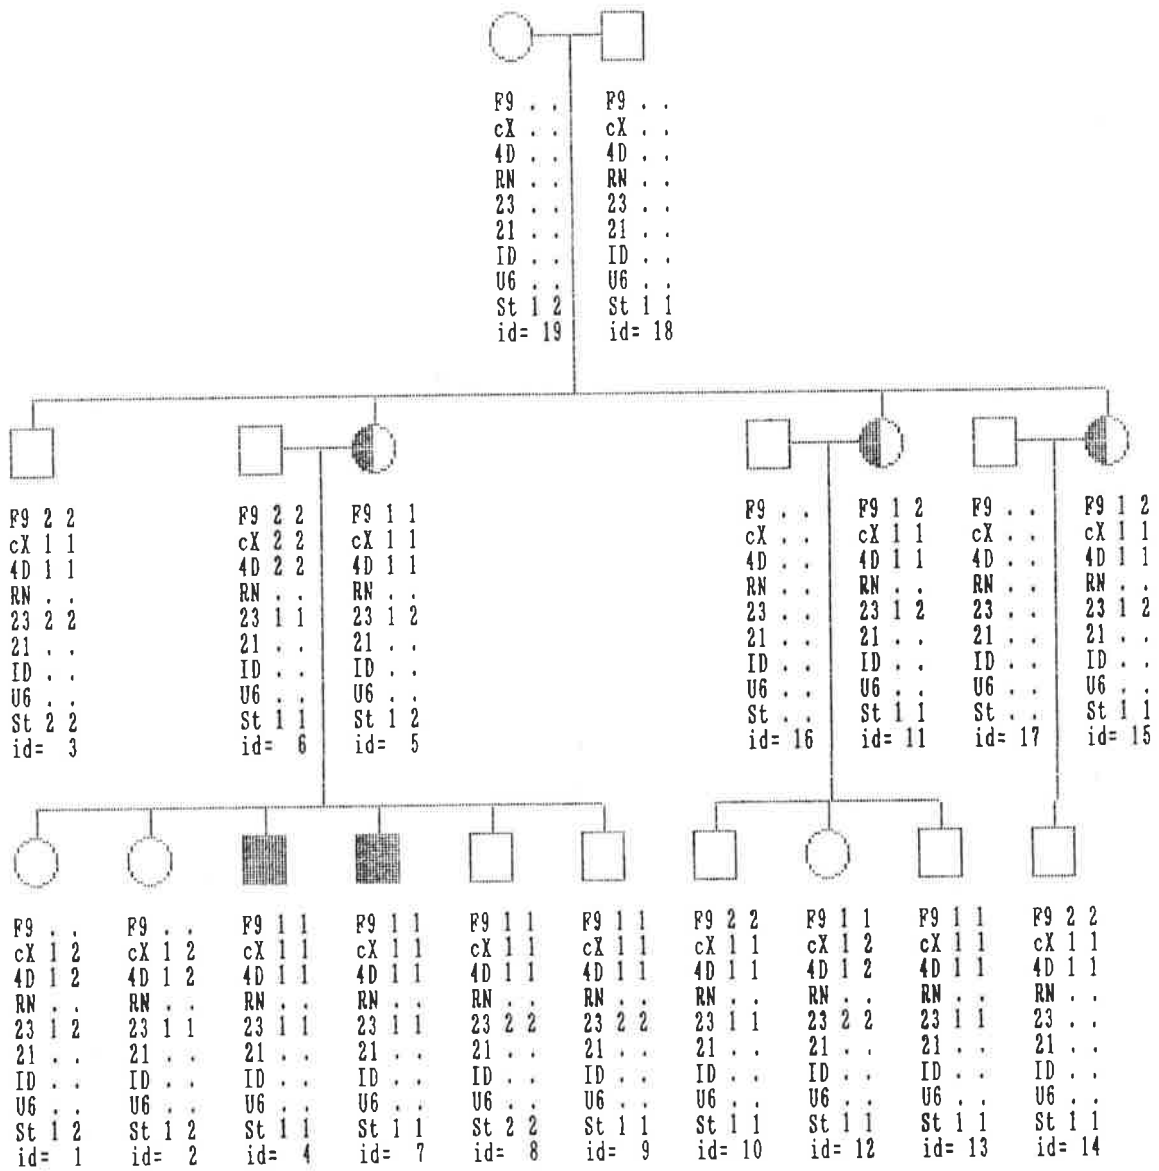 F9 . .
cX . .
4D . .
RN . .
23 . .
21 . .
ID . .
U6 . .
St 1 2
id= 19
F9 . .
cX . .
4D . .
RN . .
23 . .
21 . .
ID . .
U6 . .
St 1 1
id= 18
F9 2 2
cX 1 1
4D 1 1
RN . .
23 2 2
21 . .
ID . .
U6 . .
St 2 2
id= 3
F9 2 2
cX 2 2
4D 2 2
RN . .
23 1 1
21 . .
ID . .
U6 . .
St 1 1
id= 6
F9 1 1
cX 1 1
4D 1 1
RN . .
23 1 2
21 . .
ID . .
U6 . .
St 1 2
id= 5
F9 . .
cX . .
4D . .
RN . .
23 . .
21 . .
ID . .
U6 . .
St . .
id= 16
F9 1 2
cX 1 1
4D 1 1
RN . .
23 1 2
21 . .
ID . .
U6 . .
St 1 1
id= 11
F9 . .
cX . .
4D . .
RN . .
23 . .
21 . .
ID . .
U6 . .
St . .
id= 17
F9 1 2
cX 1 1
4D 1 1
RN . .
23 1 2
21 . .
ID . .
U6 . .
St 1 1
id= 15
F9 . .
cX 1 2
4D 1 2
RN . .
23 1 2
21 . .
ID . .
U6 . .
St 1 2
id= 1
F9 . .
cX 1 2
4D 1 2
RN . .
23 1 1
21 . .
ID . .
U6 . .
St 1 2
id= 2
F9 1 1
cX 1 1
4D 1 1
RN . .
23 1 1
21 . .
ID . .
U6 . .
St 1 1
id= 4
F9 1 1
cX 1 1
4D 1 1
RN . .
23 1 1
21 . .
ID . .
U6 . .
St 1 1
id= 7
F9 1 1
cX 1 1
4D 1 1
RN . .
23 2 2
21 . .
ID . .
U6 . .
St 2 2
id= 8
F9 1 1
cX 1 1
4D 1 1
RN . .
23 2 2
21 . .
ID . .
U6 . .
St 1 1
id= 9
F9 2 2
cX 1 1
4D 1 1
RN . .
23 1 1
21 . .
ID . .
U6 . .
St 1 1
id= 10
F9 1 1
cX 1 2
4D 1 2
RN . .
23 2 2
21 . .
ID . .
U6 . .
St 1 1
id= 12
F9 1 1
cX 1 1
4D 1 1
RN . .
23 1 1
21 . .
ID . .
U6 . .
St 1 1
id= 13
F9 2 2
cX 1 1
4D 1 1
RN . .
23 . .
21 . .
ID . .
U6 . .
St 1 1
id= 14